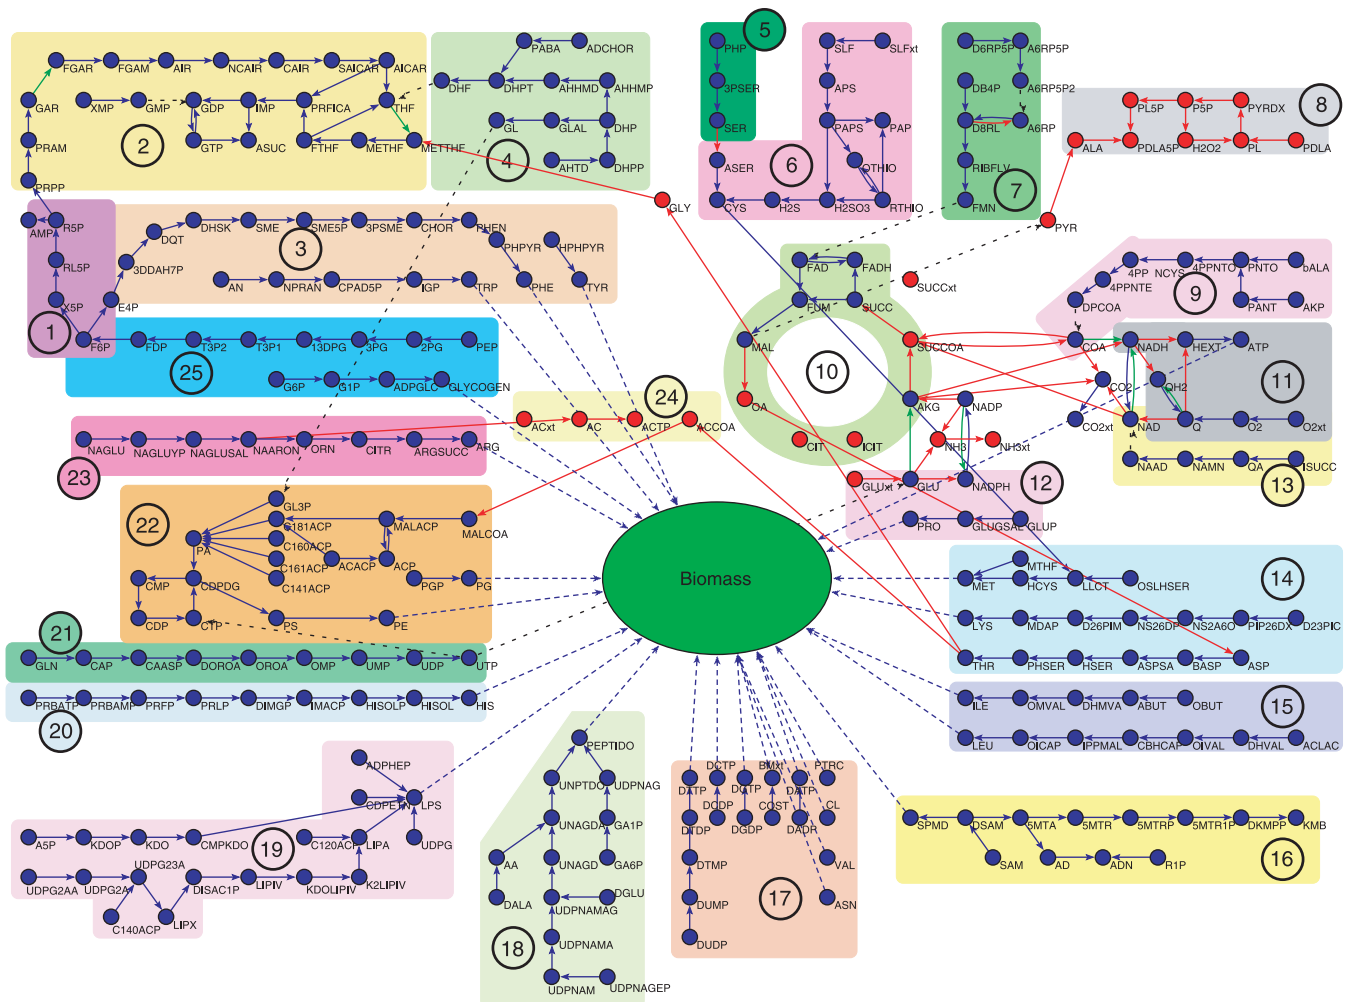 5
PHP
3PSER
SER
SLF
SLFxt
APS
PAPS
PAP
OTHIO
6
ASER
CYS
H2S
H2SO3
RTHIO
D6RP5P
A6RP5P
DB4P
A6RP5P2
D8RL
A6RP
RIBFLV
7
FMN
8
PL5P
P5P
PYRDX
ALA
PDLA5P
H2O2
PL
PDLA
PYR
FGAR
FGAM
AIR
NCAIR
CAIR
SAICAR
AICAR
GAR
XMP
GMP
GDP
IMP
PRFICA
THF
2
PRAM
GTP
ASUC
FTHF
METHF
METTHF
PRPP
PABA
ADCHOR
DHF
DHPT
AHHMD
AHHMP
GL
GLAL
DHP
4
AHTD
DHPP
GLY
AMP
R5P
RL5P
X5P
1
F6P
E4P
3DDAH7P
DQT
DHSK
SME
SME5P
3PSME
CHOR
PHEN
3
PHPYR
HPHPYR
AN
NPRAN
CPAD5P
IGP
TRP
PHE
TYR
FDP
T3P2
T3P1
13DPG
3PG
2PG
PEP
25
G6P
G1P
ADPGLC
GLYCOGEN
FAD
FADH
SUCCxt
FUM
SUCC
MAL
SUCCOA
10
OA
AKG
NADP
CIT
ICIT
NH3
NH3xt
GLUxt
GLU
NADPH
12
PRO
GLUGSAL
GLUP
4PP
NCYS
4PPNTO
PNTO
bALA
4PPNTE
9
DPCOA
PANT
AKP
COA
NADH
HEXT
ATP
CO2
QH2
11
CO2xt
NAD
Q
O2
O2xt
NAAD
NAMN
QA
ISUCC
13
24
ACxt
AC
ACTP
ACCOA
NAGLU
NAGLUYP
NAGLUSAL
NAARON
ORN
CITR
ARGSUCC
ARG
23
22
GL3P
C181ACP
PA
C160ACP
C161ACP
C141ACP
ACACP
MALACP
ACP
MALCOA
CMP
CDPDG
PGP
PG
CDP
CTP
PS
PE
Biomass
21
GLN
CAP
CAASP
DOROA
OROA
OMP
UMP
UDP
UTP
PRBATP
PRBAMP
PRFP
PRLP
DIMGP
IMACP
HISOLP
HISOL
HIS
20
MTHF
14
MET
HCYS
LLCT
OSLHSER
LYS
MDAP
D26PIM
NS26DP
NS2A6O
PIP26DX
D23PIC
THR
PHSER
HSER
ASPSA
BASP
ASP
ILE
OMVAL
DHMVA
ABUT
OBUT
15
LEU
OICAP
IPPMAL
CBHCAP
OIVAL
DHVAL
ACLAC
SPMD
DSAM
5MTA
5MTR
5MTRP
5MTR1P
DKMPP
KMB
SAM
AD
ADN
R1P
16
ADPHEP
CDPETN
LPS
A5P
KDOP
KDO
CMPKDO
19
C120ACP
LIPA
UDPG
UDPG2AA
UDPG2A
UDPG23A
DISAC1P
LIPIV
KDOLIPIV
K2LIPIV
C140ACP
LIPX
PEPTIDO
UNPTDO
UDPNAG
UNAGDA
GA1P
AA
UNAGD
GA6P
DALA
UDPNAMAG
DGLU
18
UDPNAMA
UDPNAM
UDPNAGEP
DCTP
BMxt
PTRC
DTTP
DGTP
DATP
DCDP
COST
CL
DTDP
DGDP
DADP
DTMP
VAL
DUMP
17
ASN
DUDP